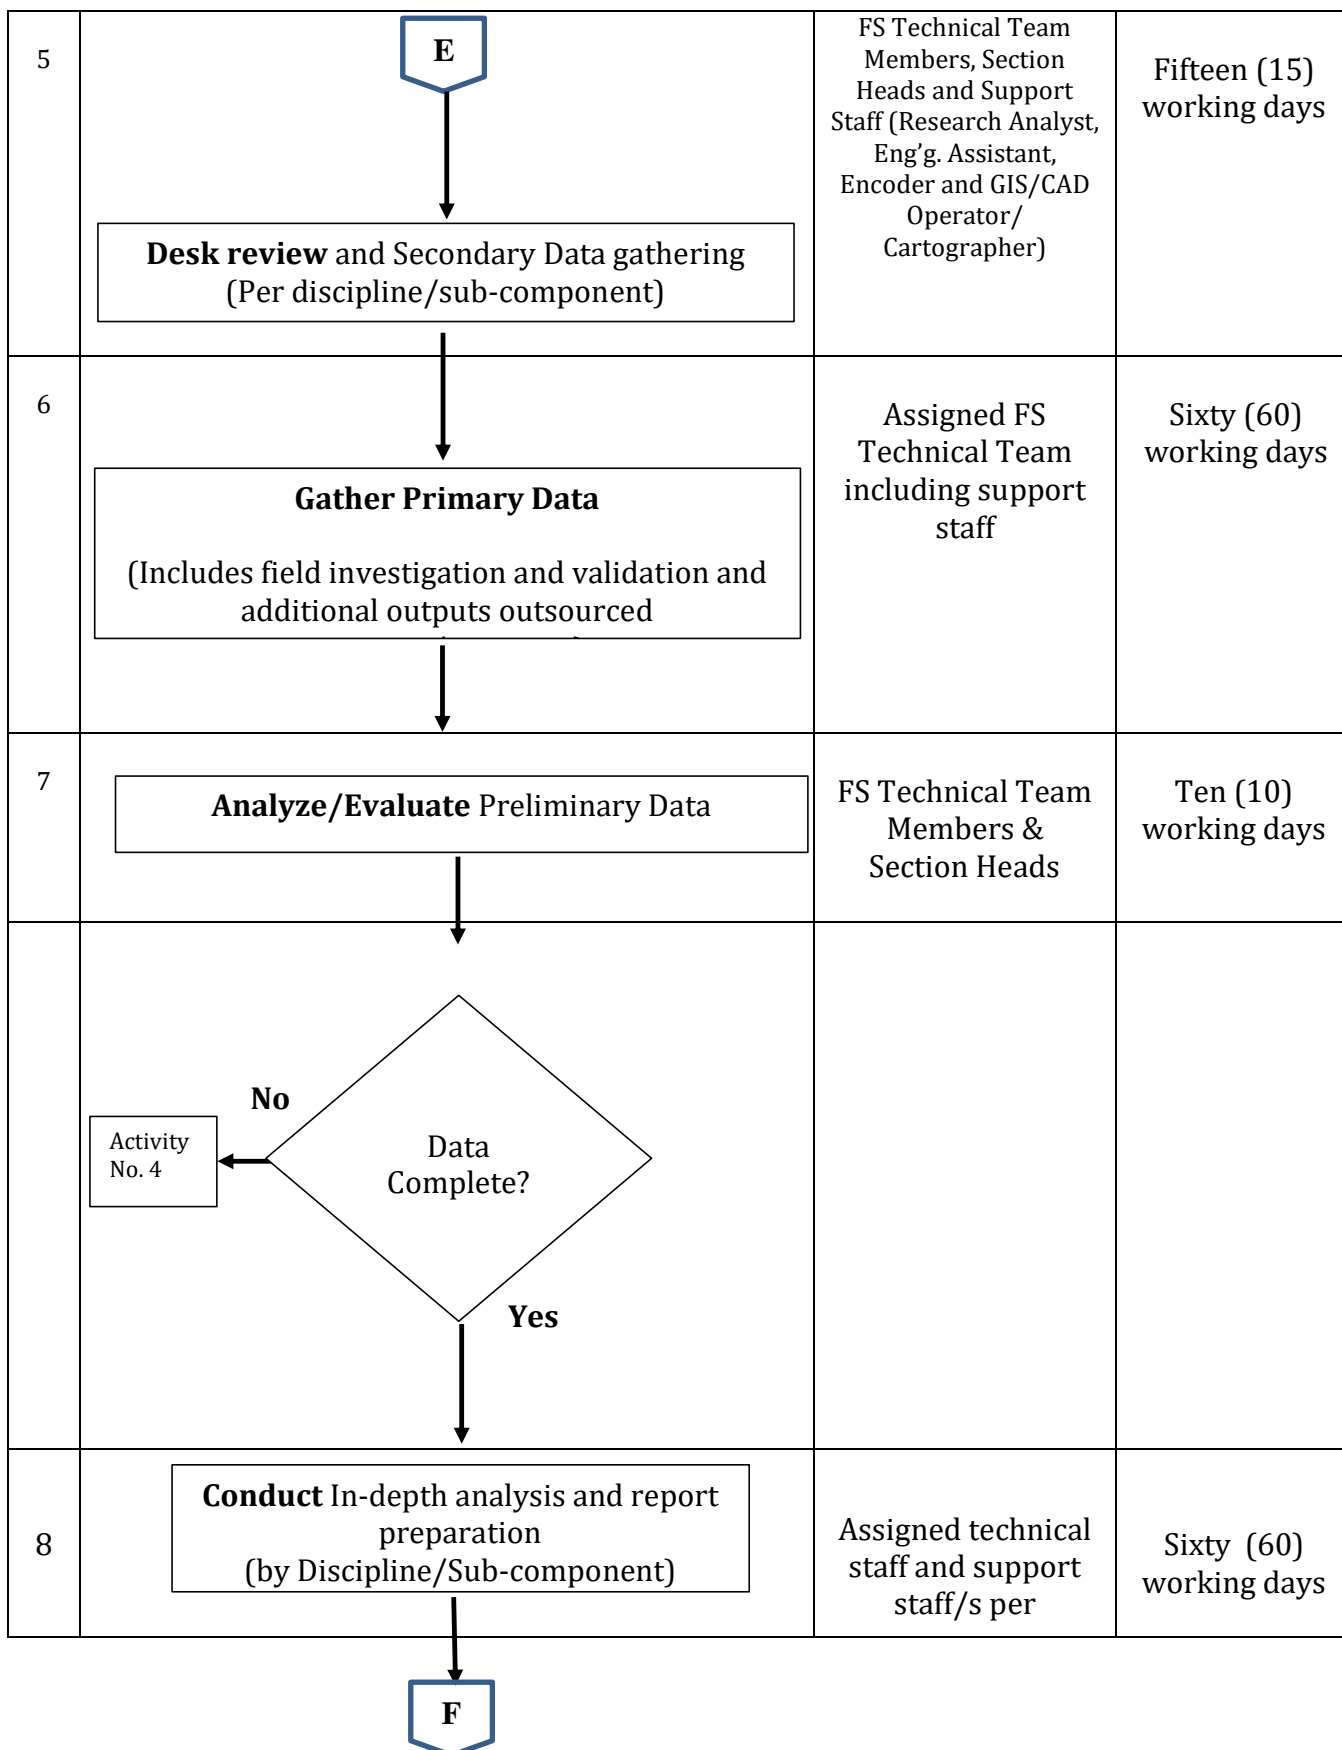 5
E
Desk review and Secondary Data gathering
(Per discipline/sub-component)
FS Technical Team
Members, Section
Heads and Support
Staff (Research Analyst,
Eng’g. Assistant,
Encoder and GIS/CAD
Operator/
Cartographer)
Fifteen (15)
working days
6
Gather Primary Data
(Includes field investigation and validation and
additional outputs outsourced
Assigned FS
Technical Team
including support
staff
Sixty (60)
working days
7
Analyze/Evaluate Preliminary Data
FS Technical Team
Members &
Section Heads
Ten (10)
working days
No
Activity
No. 4
Data
Complete?
Yes
8
Conduct In-depth analysis and report
preparation
(by Discipline/Sub-component)
Assigned technical
staff and support
staff/s per
Sixty (60)
working days
F